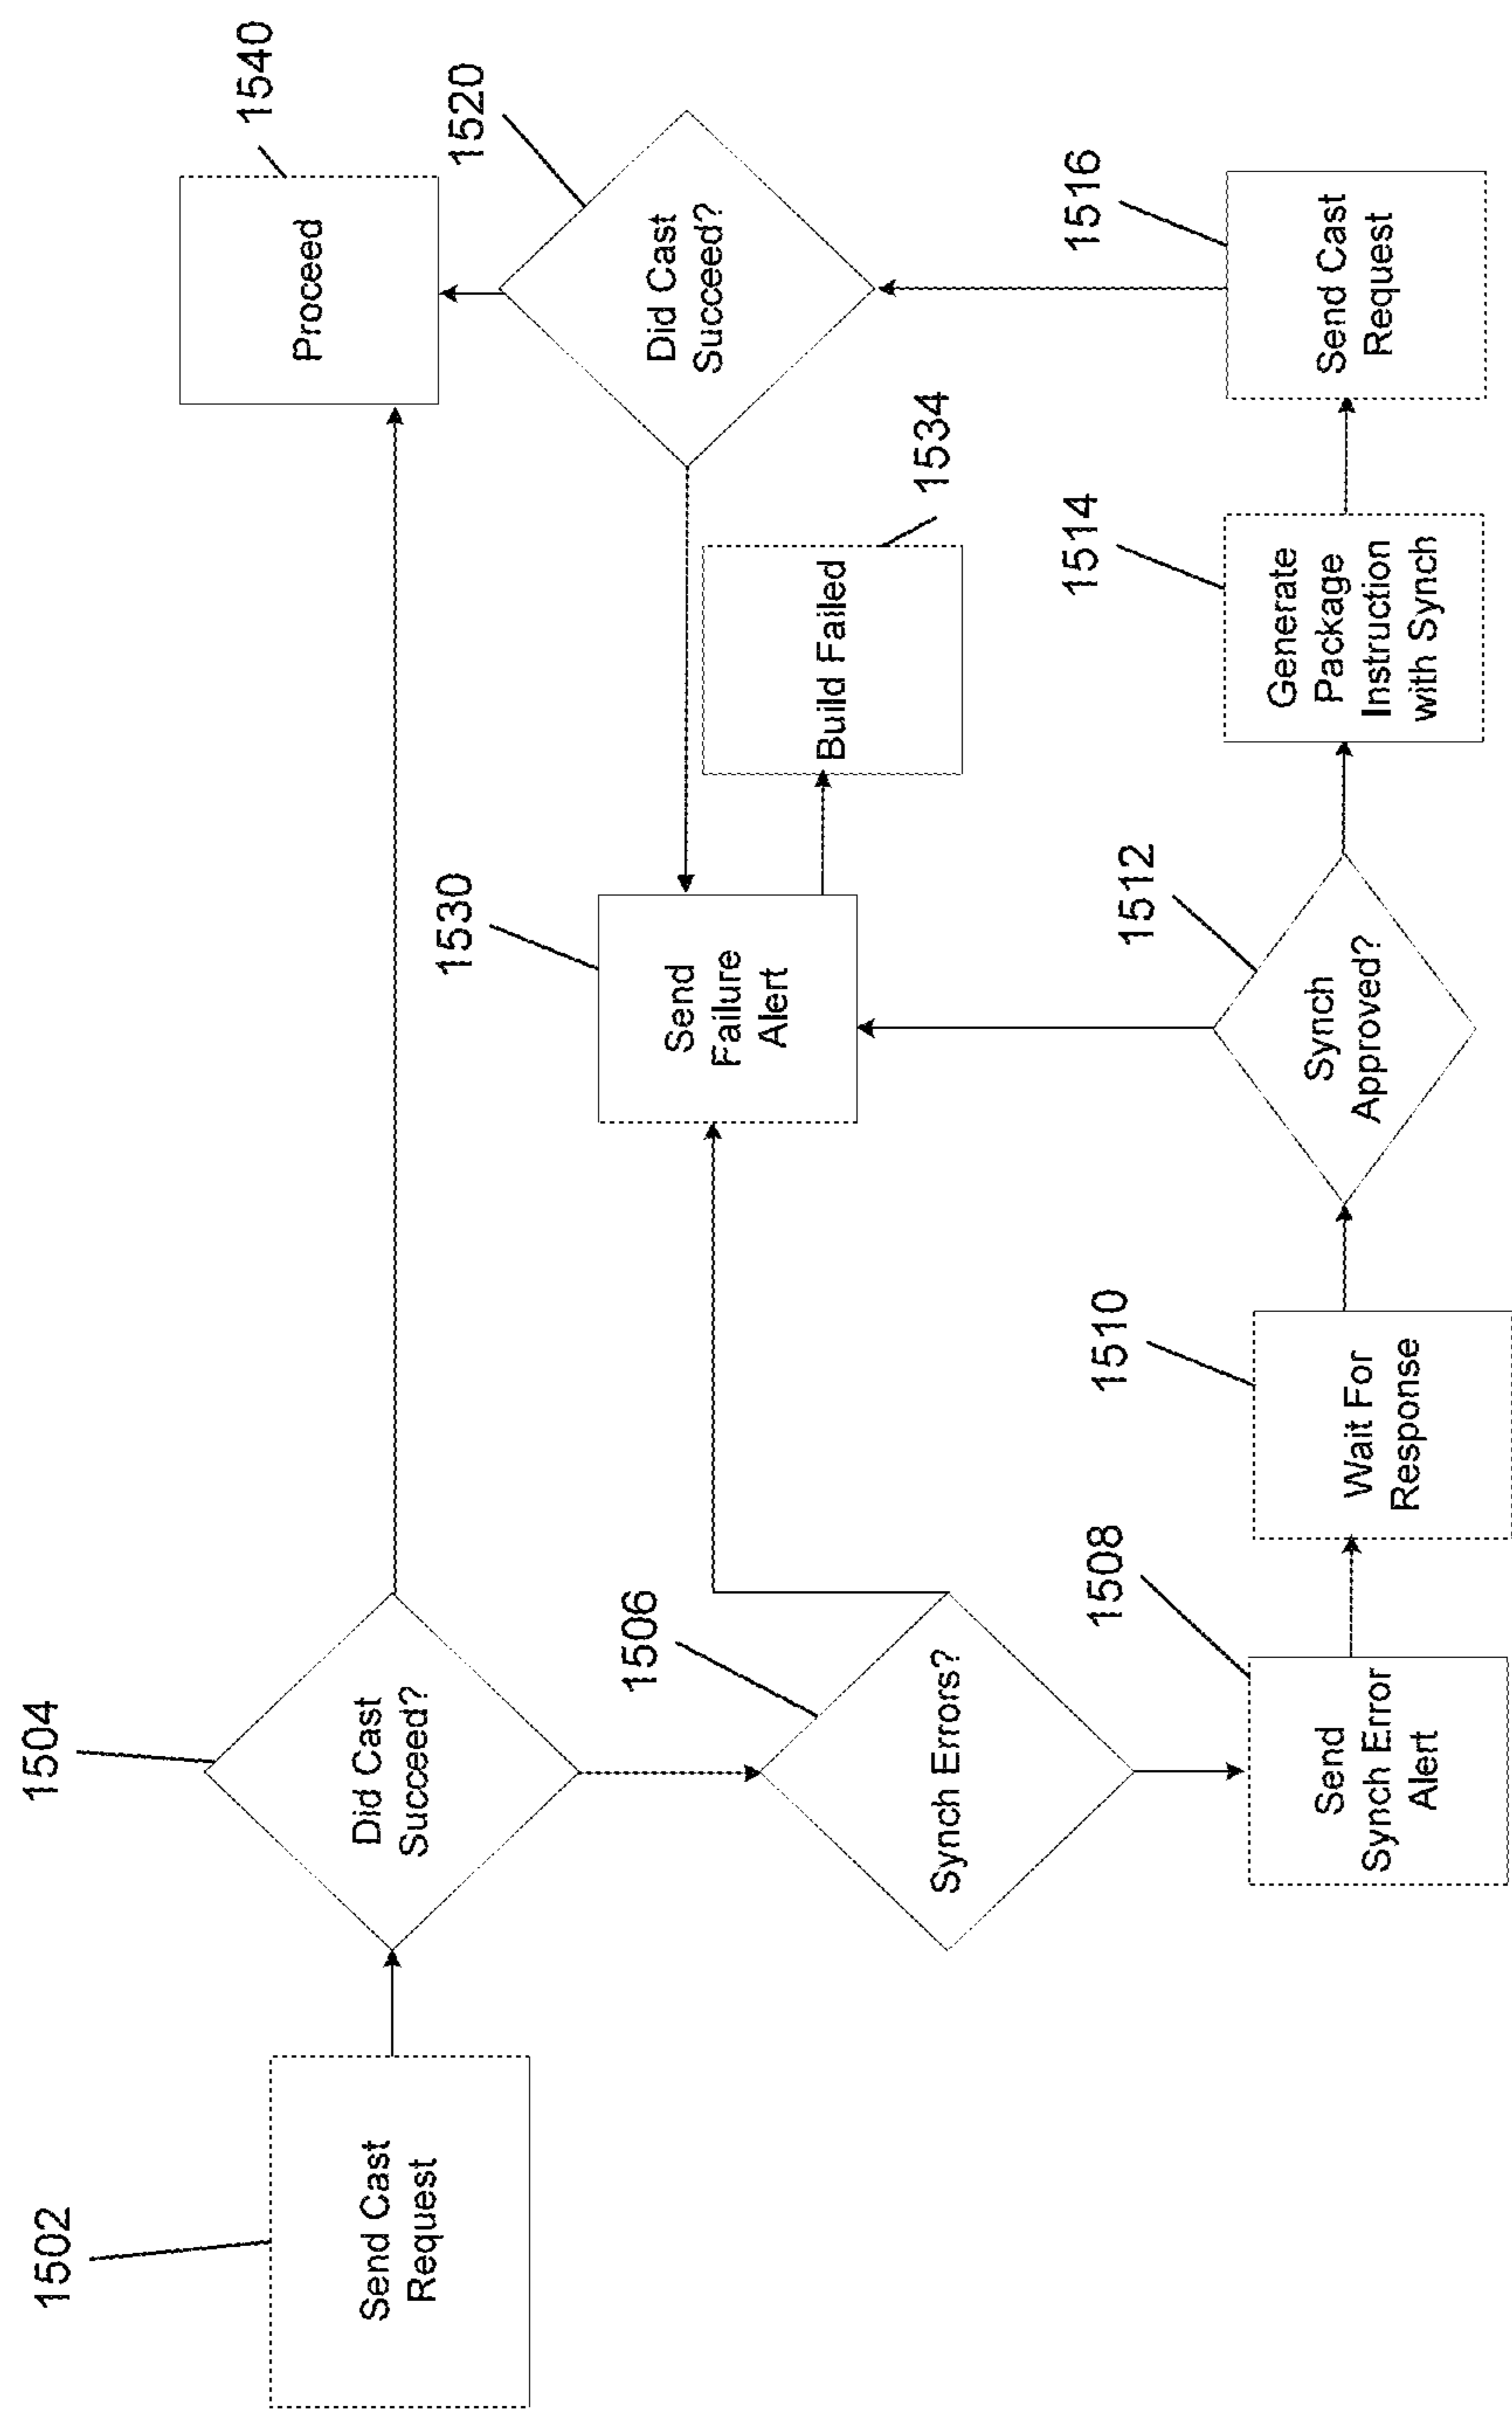 1502
Send Cast
Request
1504
Did Cast
Succeed?
1540
Proceed
1506
Synch Errors?
1530
Send
Failure
Alert
1534
Build Failed
1520
Did Cast
Succeed?
1508
Send
Synch Error
Alert
1510
Wait For
Response
1512
Synch
Approved?
1514
Generate
Package
Instruction
with Synch
1516
Send Cast
Request